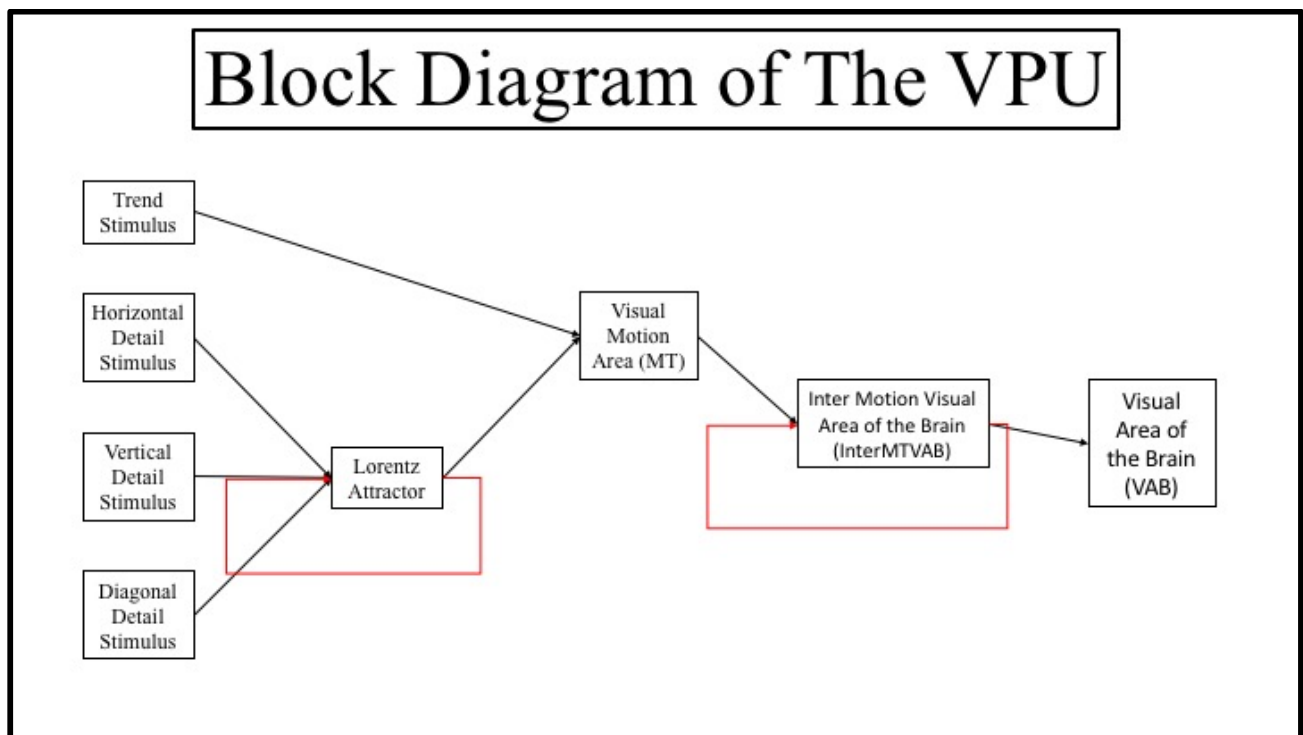 Block Diagram of The VPU
Trend
Stimulus
Horizontal
Detail
Stimulus
Vertical
Detail
Stimulus
Diagonal
Detail
Stimulus
Lorentz
Attractor
Visual
Motion
Area (MT)
Inter Motion Visual
Area of the Brain
(InterMTVAB)
Visual
Area of
the Brain
(VAB)